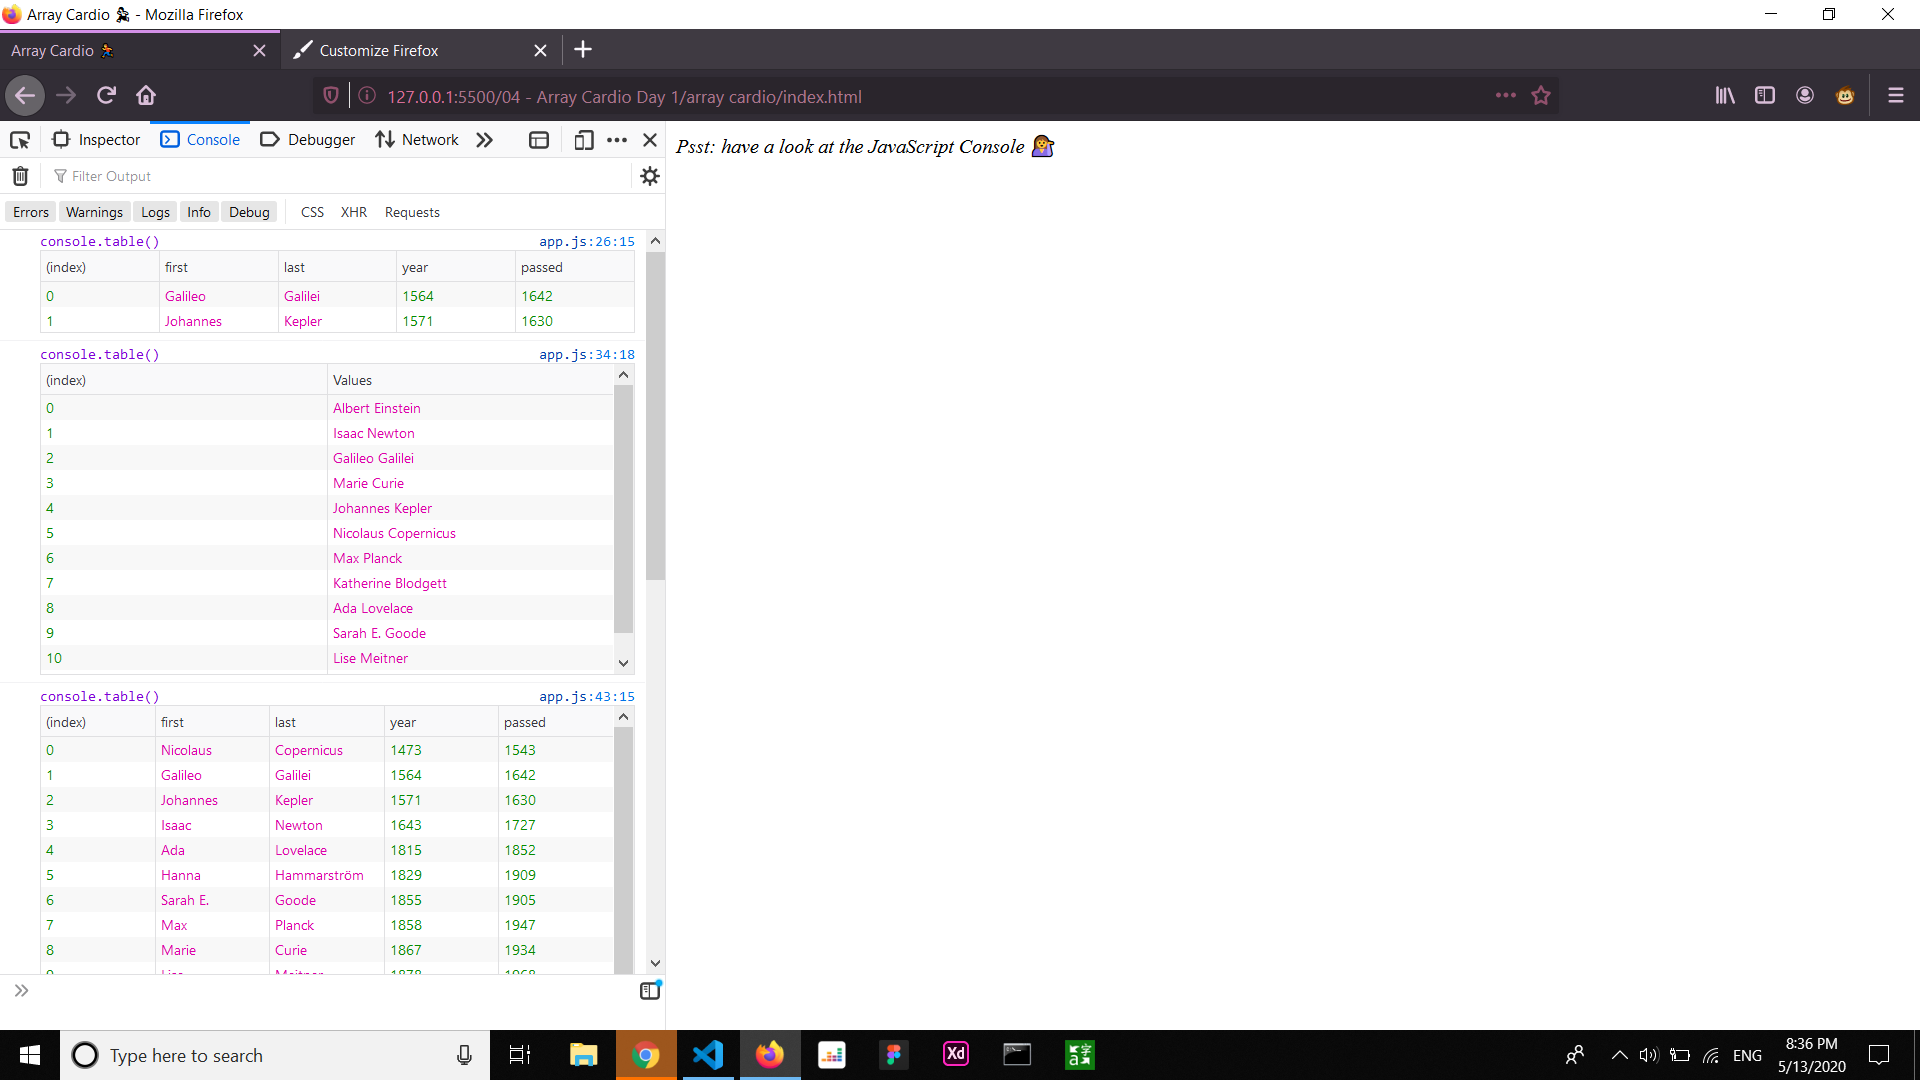 Array Cardio - Mozilla Firefox
Array Cardio
Customize Firefox
127.0.0.1:5500/04 - Array Cardio Day 1/array cardio/index.html
Inspector Console Debugger Network
Filter Output
Errors Warnings Logs Info Debug CSS XHR Requests
console.table() app.js:26:15
(index) first last year passed
0 Galileo Galilei 1564 1642
1 Johannes Kepler 1571 1630
console.table() app.js:34:18
(index) Values
0 Albert Einstein
1 Isaac Newton
2 Galileo Galilei
3 Marie Curie
4 Johannes Kepler
5 Nicolaus Copernicus
6 Max Planck
7 Katherine Blodgett
8 Ada Lovelace
9 Sarah E. Goode
10 Lise Meitner
console.table() app.js:43:15
(index) first last year passed
0 Nicolaus Copernicus 1473 1543
1 Galileo Galilei 1564 1642
2 Johannes Kepler 1571 1630
3 Isaac Newton 1643 1727
4 Ada Lovelace 1815 1852
5 Hanna Hammarström 1829 1909
6 Sarah E. Goode 1855 1905
7 Max Planck 1858 1947
8 Marie Curie 1867 1934
9 Lise Meitner 1878 1968
Psst: have a look at the JavaScript Console
Type here to search
Xd
ENG
8:36 PM
5/13/2020